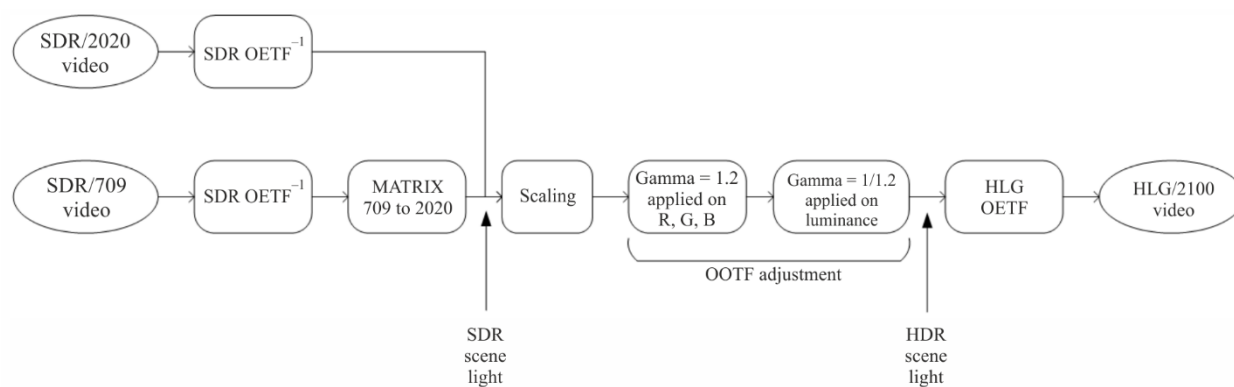 SDR/2020
video
SDR OETF⁻¹
SDR/709
video
SDR OETF⁻¹
MATRIX
709 to 2020
Scaling
Gamma = 1.2
applied on
R, G, B
Gamma = 1/1.2
applied on
luminance
HLG
OETF
HLG/2100
video
OOTF adjustment
SDR
scene
light
HDR
scene
light